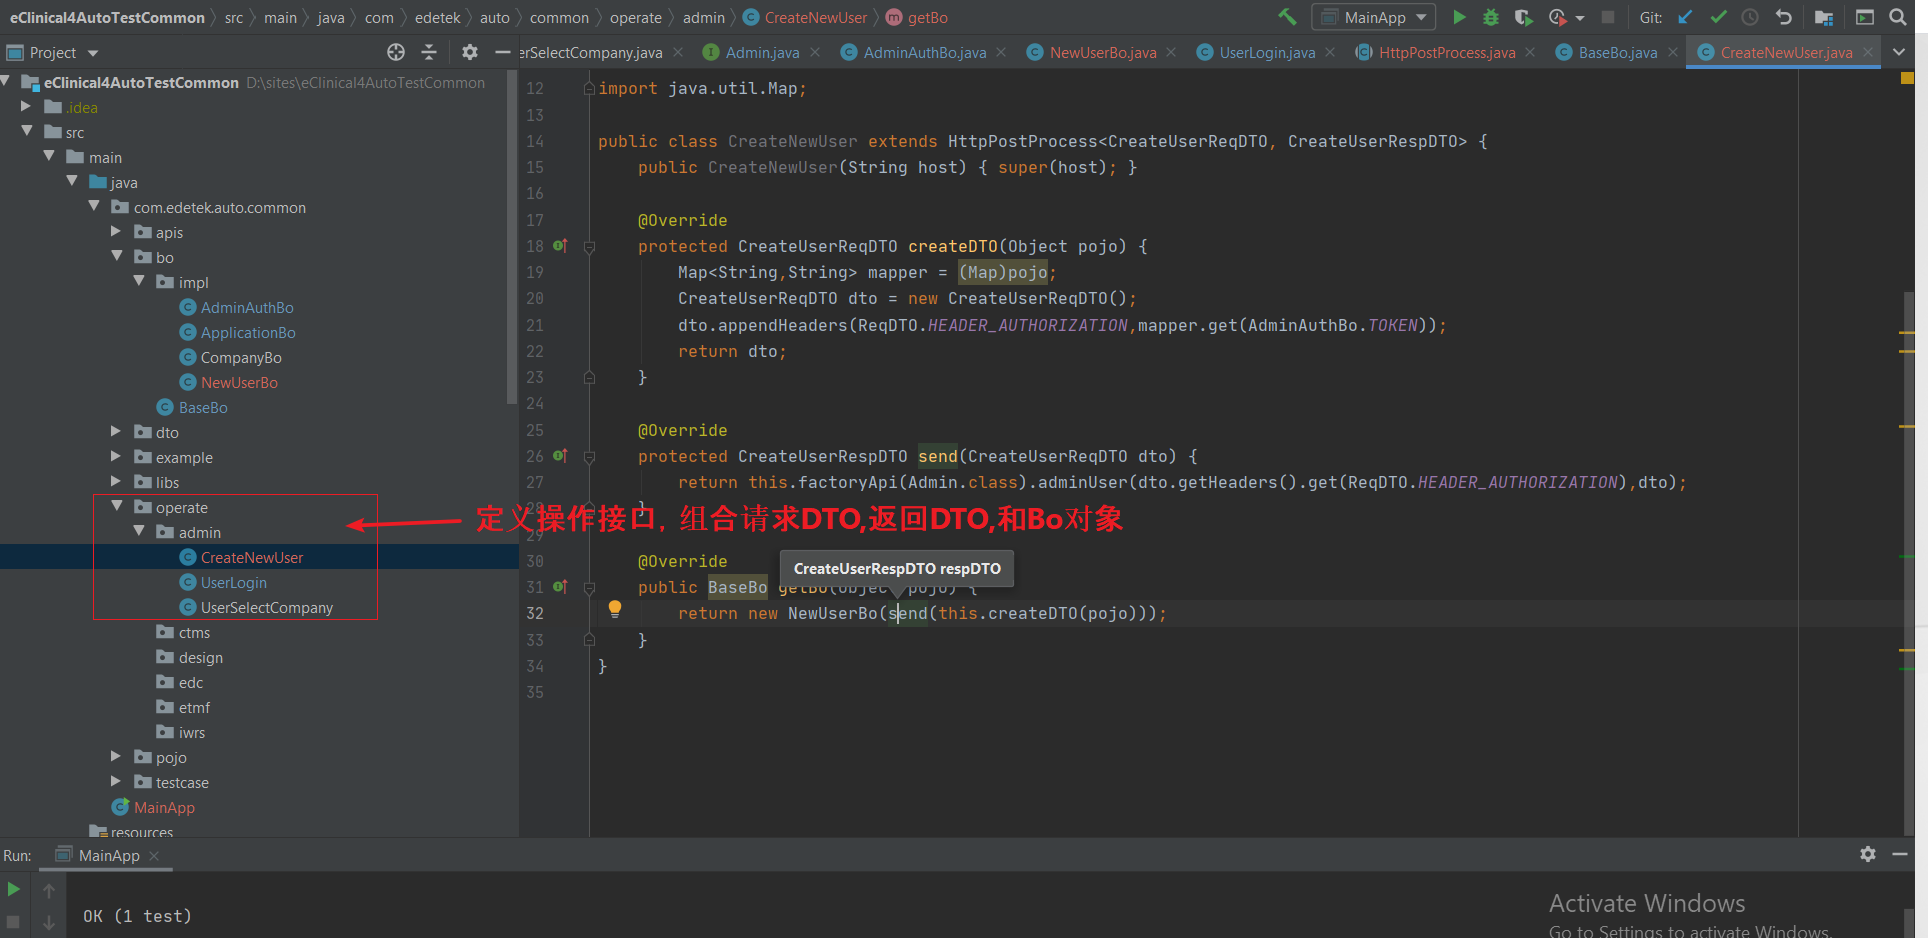 eClinical4AutoTestCommon src main java com edetek auto common operate admin CreateNewUser getBo
MainApp Git:
Project
erSelectCompany.java Admin.java AdminAuthBo.java NewUserBo.java UserLogin.java HttpPostProcess.java BaseBo.java CreateNewUser.java
eClinical4AutoTestCommon D:\sites\eClinical4AutoTestCommon
.idea
src
main
java
com.edetek.auto.common
apis
bo
impl
AdminAuthBo
ApplicationBo
CompanyBo
NewUserBo
BaseBo
dto
example
libs
operate
admin
CreateNewUser
UserLogin
UserSelectCompany
ctms
design
edc
etmf
iwrs
pojo
testcase
MainApp
resources
12 import java.util.Map;
13
14 public class CreateNewUser extends HttpPostProcess<CreateUserReqDTO, CreateUserRespDTO> {
15 public CreateNewUser(String host) { super(host); }
16
17 @Override
18 protected CreateUserReqDTO createDTO(Object pojo) {
19 Map<String,String> mapper = (Map)pojo;
20 CreateUserReqDTO dto = new CreateUserReqDTO();
21 dto.appendHeaders(ReqDTO.HEADER_AUTHORIZATION,mapper.get(AdminAuthBo.TOKEN));
22 return dto;
23 }
24
25 @Override
26 protected CreateUserRespDTO send(CreateUserReqDTO dto) {
27 return this.factoryApi(Admin.class).adminUser(dto.getHeaders().get(ReqDTO.HEADER_AUTHORIZATION),dto);
28 }
定义操作接口，组合请求DTO,返回DTO,和Bo对象
29
30 @Override
CreateUserRespDTO respDTO
31 public BaseBo getBo(Object pojo) {
32 return new NewUserBo(send(this.createDTO(pojo)));
33 }
34 }
35
Run: MainApp
OK (1 test)
Activate Windows
Go to Settings to activate Windows.